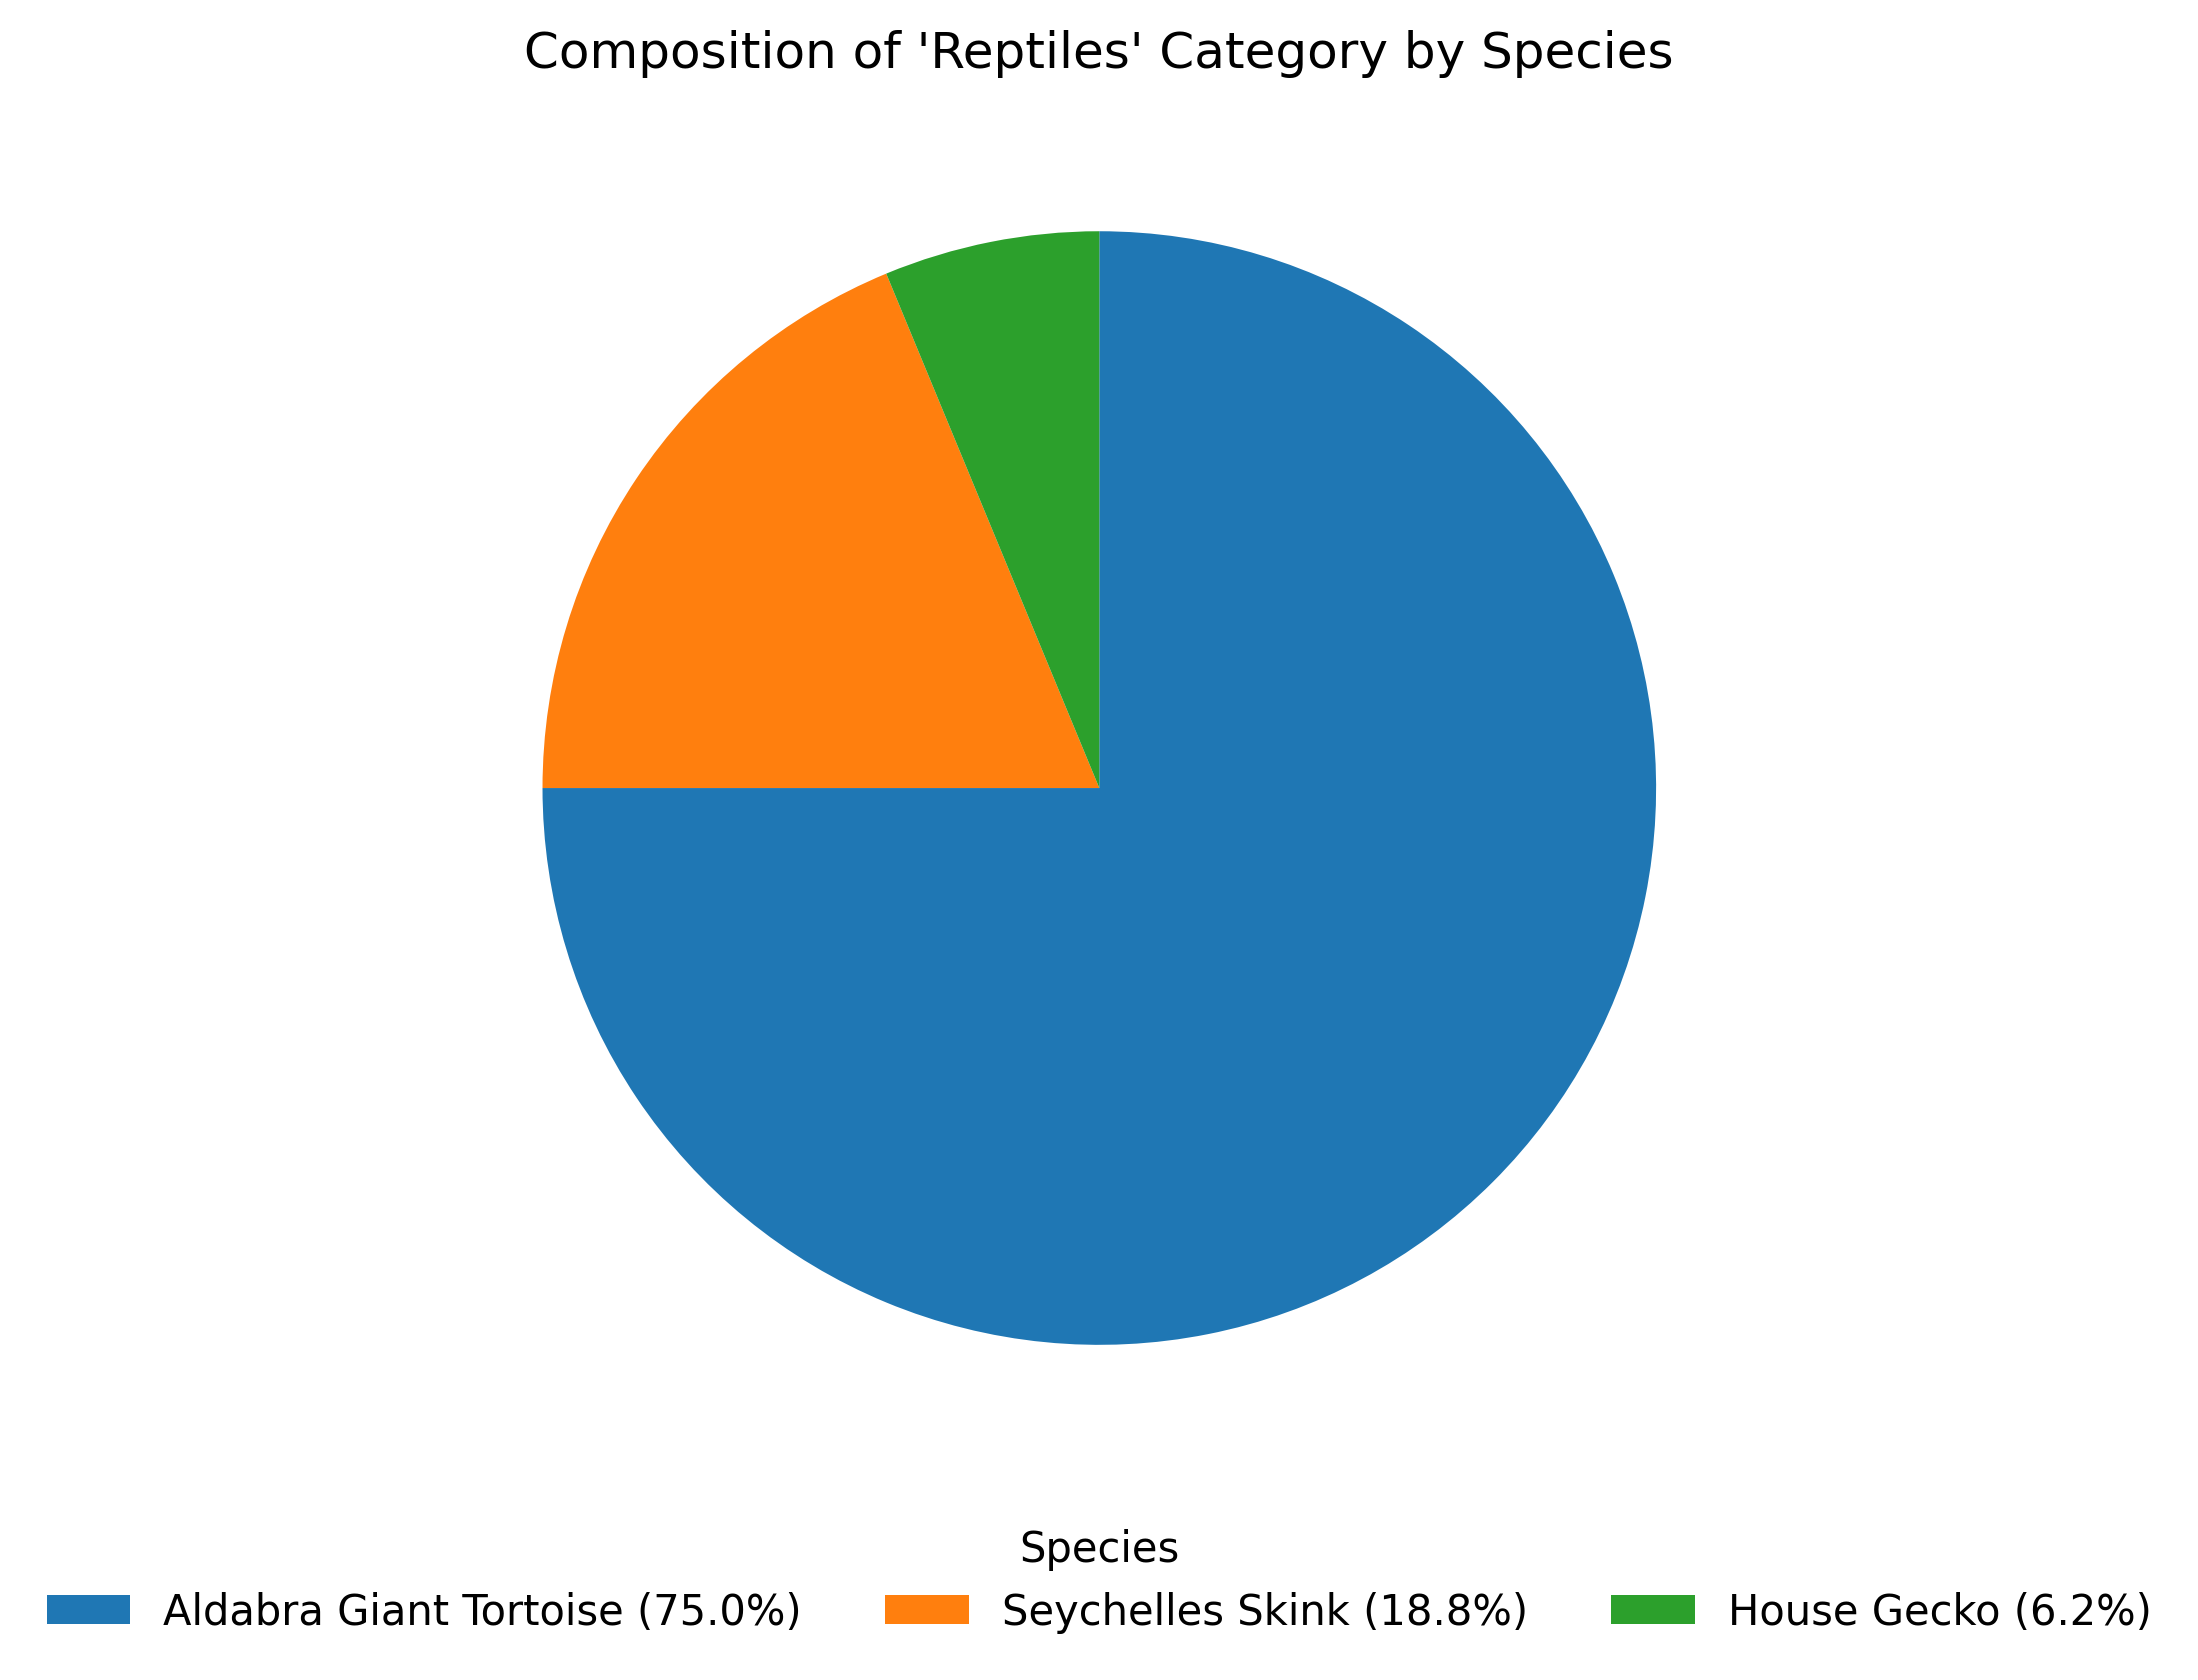 Composition of 'Reptiles' Category by Species
Species
Aldabra Giant Tortoise (75.0%) Seychelles Skink (18.8%) House Gecko (6.2%)